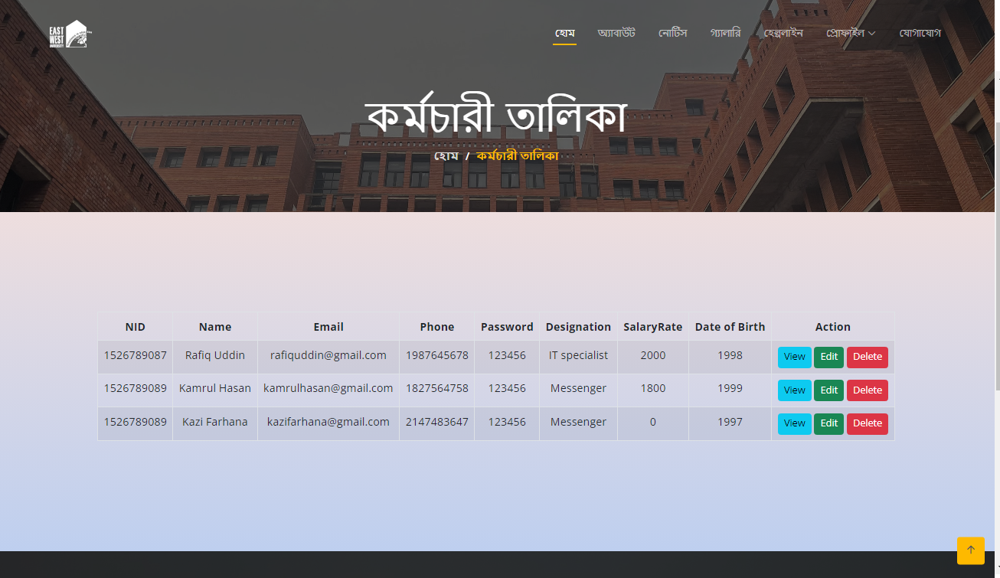 EAST
WEST
UNIVERSITY
হোম অ্যাবাউট নোটিস গ্যালারি হেল্পলাইন প্রোফাইল যোগাযোগ
কর্মচারী তালিকা
হোম / কর্মচারী তালিকা
NID Name Email Phone Password Designation SalaryRate Date of Birth Action
1526789087 Rafiq Uddin rafiquddin@gmail.com 1987645678 123456 IT specialist 2000 1998 View Edit Delete
1526789089 Kamrul Hasan kamrulhasan@gmail.com 1827564758 123456 Messenger 1800 1999 View Edit Delete
1526789089 Kazi Farhana kazifarhana@gmail.com 2147483647 123456 Messenger 0 1997 View Edit Delete